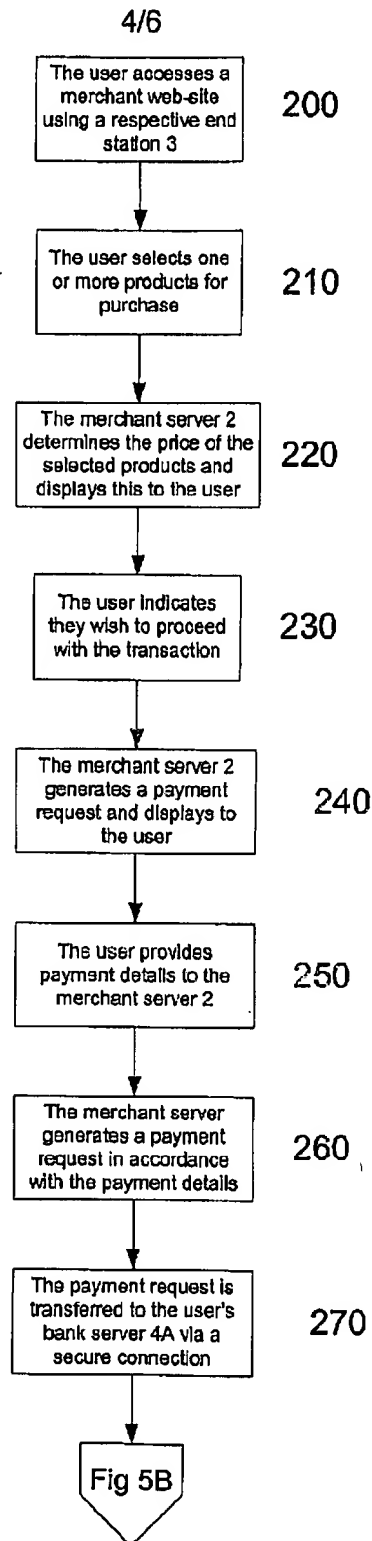 4/6
The user accesses a
merchant web-site
using a respective end
station 3
200
The user selects one
or more products for
purchase
210
The merchant server 2
determines the price of the
selected products and
displays this to the user
220
The user indicates
they wish to proceed
with the transaction
230
The merchant server 2
generates a payment
request and displays to
the user
240
The user provides
payment details to the
merchant server 2
250
The merchant server
generates a payment
request in accordance
with the payment details
260
The payment request is
transferred to the user's
bank server 4A via a
secure connection
270
Fig 5B